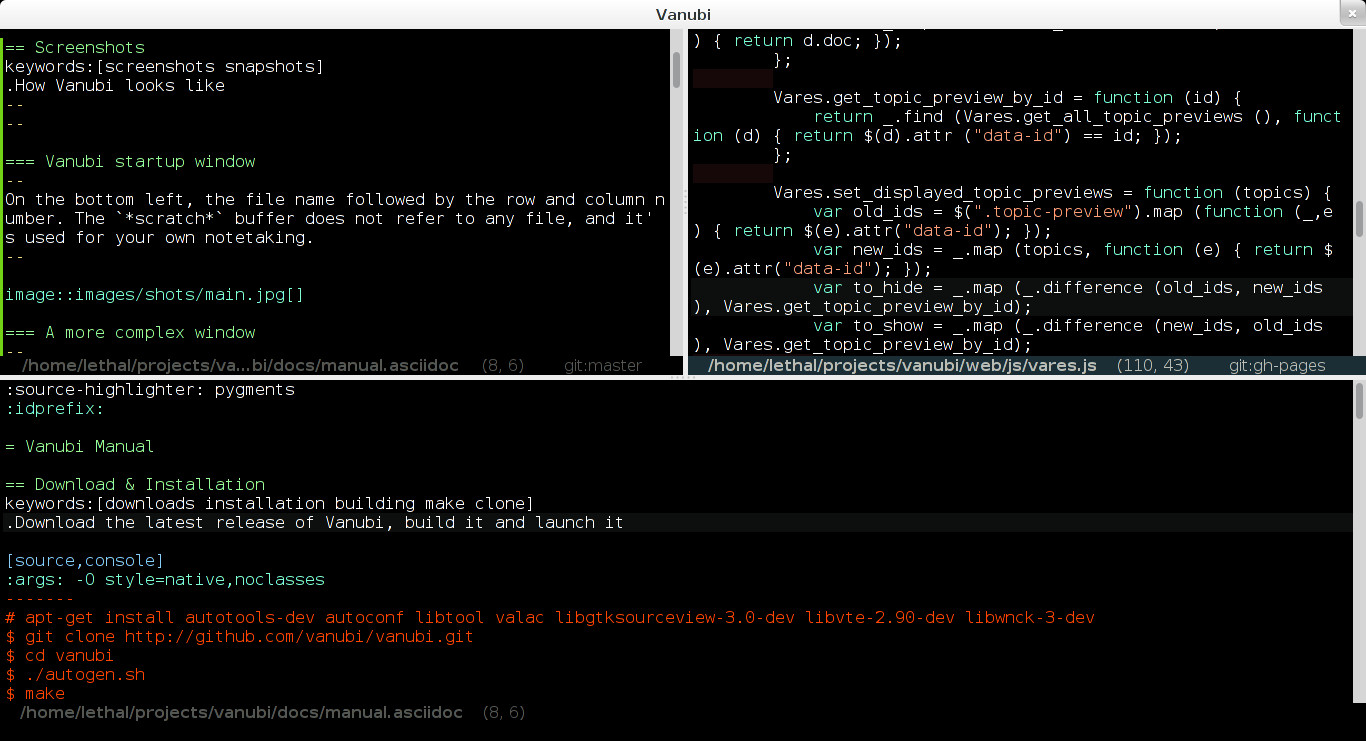 Vanubi
== Screenshots
keywords:[screenshots snapshots]
.How Vanubi looks like
--
--
=== Vanubi startup window
--
On the bottom left, the file name followed by the row and column n
umber. The `*scratch*` buffer does not refer to any file, and it'
s used for your own notetaking.
--
image::images/shots/main.jpg[]
=== A more complex window
--
/home/lethal/projects/va...bi/docs/manual.asciidoc (8, 6) git:master
) { return d.doc; });
};
Vares.get_topic_preview_by_id = function (id) {
return _.find (Vares.get_all_topic_previews (), funct
ion (d) { return $(d).attr ("data-id") == id; });
};
Vares.set_displayed_topic_previews = function (topics) {
var old_ids = $(".topic-preview").map (function (_,e
) { return $(e).attr("data-id"); });
var new_ids = _.map (topics, function (e) { return $
(e).attr("data-id"); });
var to_hide = _.map (_.difference (old_ids, new_ids
), Vares.get_topic_preview_by_id);
var to_show = _.map (_.difference (new_ids, old_ids
), Vares.get_topic_preview_by_id);
/home/lethal/projects/vanubi/web/js/vares.js (110, 43) git:gh-pages
:source-highlighter: pygments
:idprefix:
= Vanubi Manual
== Download & Installation
keywords:[downloads installation building make clone]
.Download the latest release of Vanubi, build it and launch it
[source,console]
:args: -O style=native,noclasses
-------
# apt-get install autotools-dev autoconf libtool valac libgtksourceview-3.0-dev libvte-2.90-dev libwnck-3-dev
$ git clone http://github.com/vanubi/vanubi.git
$ cd vanubi
$ ./autogen.sh
$ make
/home/lethal/projects/vanubi/docs/manual.asciidoc (8, 6)